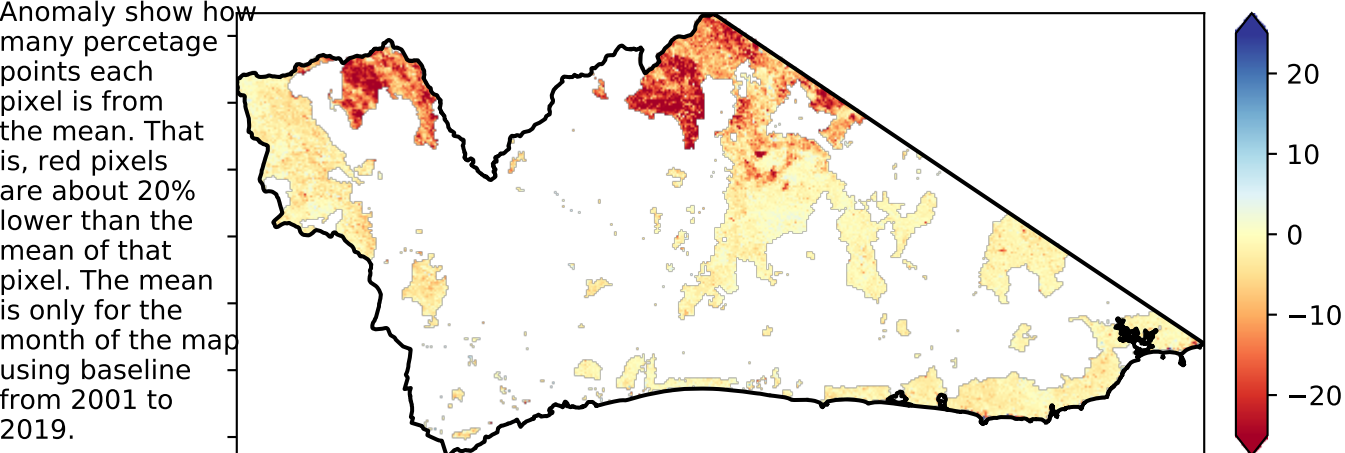 Anomaly show how
many percetage
points each
pixel is from
the mean. That
is, red pixels
are about 20%
lower than the
mean of that
pixel. The mean
is only for the
month of the map
using baseline
from 2001 to
2019.
20
10
0
−10
−20